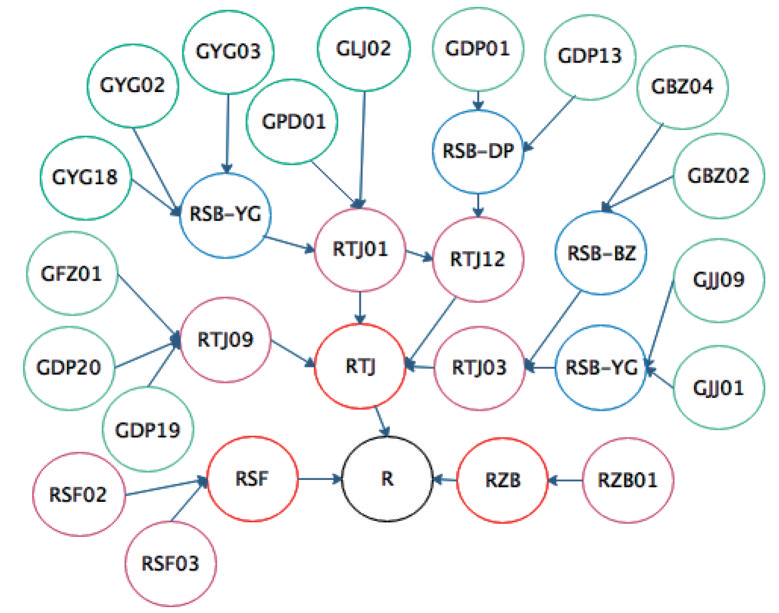 GYG03
GLJ02
GDP01
GDP13
GYG02
GBZ04
GPD01
RSB-DP
GYG18
GBZ02
RSB-YG
RTJ01
RTJ12
RSB-BZ
GFZ01
GJJ09
RTJ09
GDP20
RTJ
RTJ03
RSB-YG
GJJ01
GDP19
RSF
R
RZB
RZB01
RSF02
RSF03